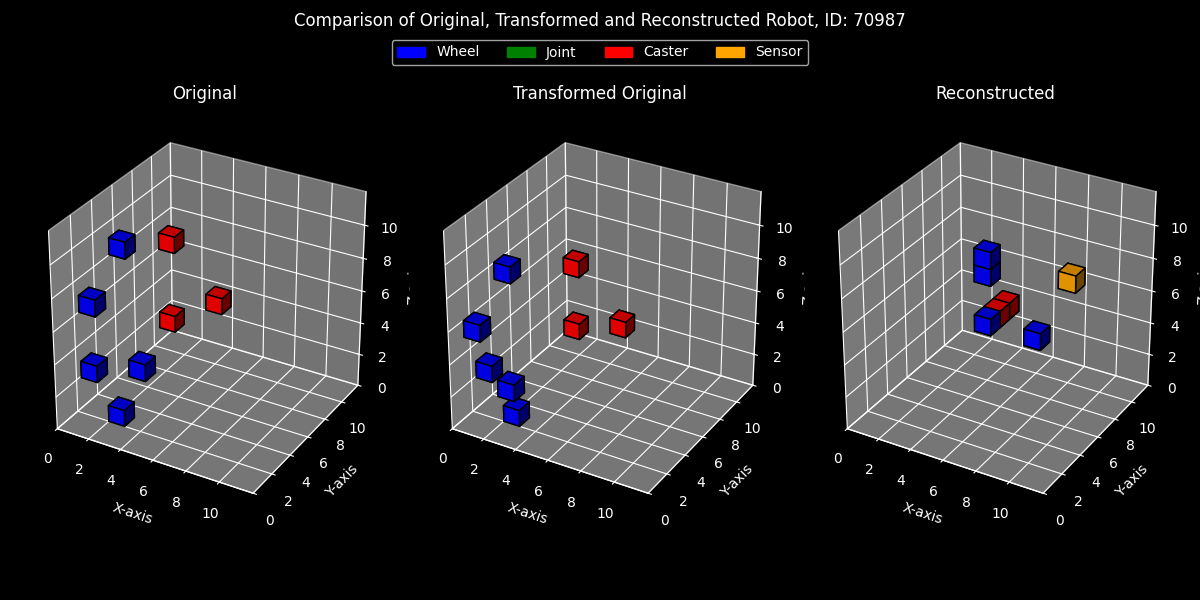 Comparison of Original, Transformed and Reconstructed Robot, ID: 70987
Wheel Joint Caster Sensor
Original Transformed Original Reconstructed
10 10 10
8 8 8
6 6 6
4 4 4
2 2 2
0 0 0
10 10 10
8 8 8
6 6 6
4 4 4
2 2 2
0 0 0
0 2 4 6 8 10 0 2 4 6 8 10 0 2 4 6 8 10
X-axis Y-axis X-axis Y-axis X-axis Y-axis